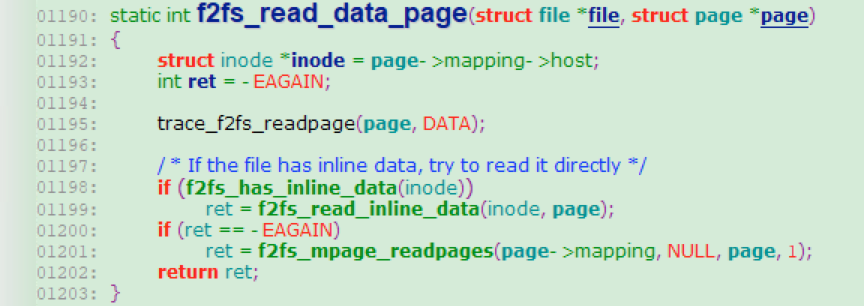 01190: static int f2fs_read_data_page(struct file *file, struct page *page)
01191: {
01192: struct inode *inode = page- >mapping- >host;
01193: int ret = - EAGAIN;
01194:
01195: trace_f2fs_readpage(page, DATA);
01196:
01197: / * If the file has inline data, try to read it directly */
01198: if (f2fs_has_inline_data(inode))
01199: ret = f2fs_read_inline_data(inode, page);
01200: if (ret == - EAGAIN)
01201: ret = f2fs_mpage_readpages(page- >mapping, NULL, page, 1);
01202: return ret;
01203: }